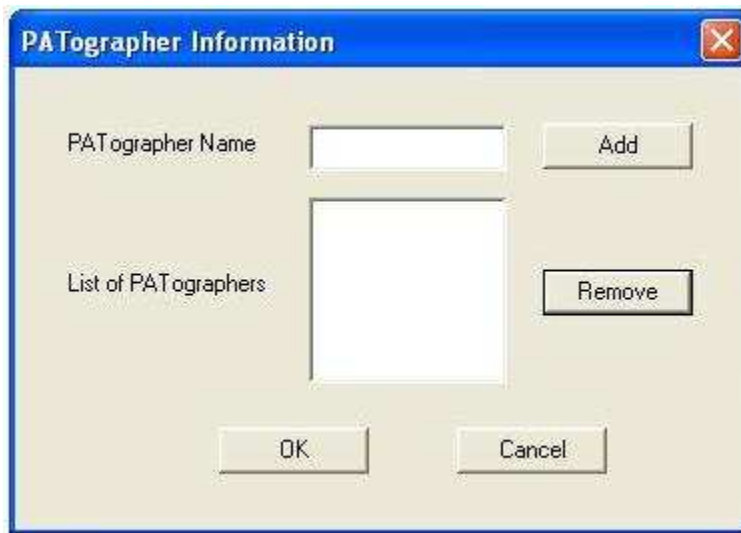 PATographer Information
PATographer Name
Add
List of PATographers
Remove
OK
Cancel